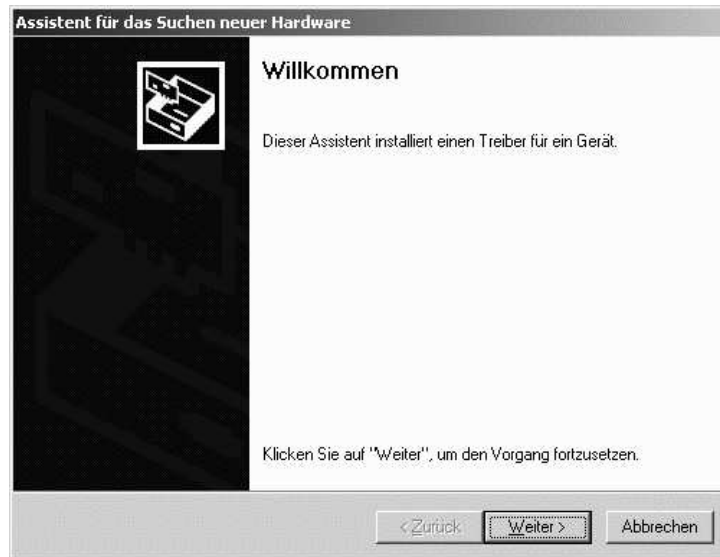 Assistent für das Suchen neuer Hardware
Willkommen
Dieser Assistent installiert einen Treiber für ein Gerät.
Klicken Sie auf "Weiter", um den Vorgang fortzusetzen.
< Zurück
Weiter >
Abbrechen